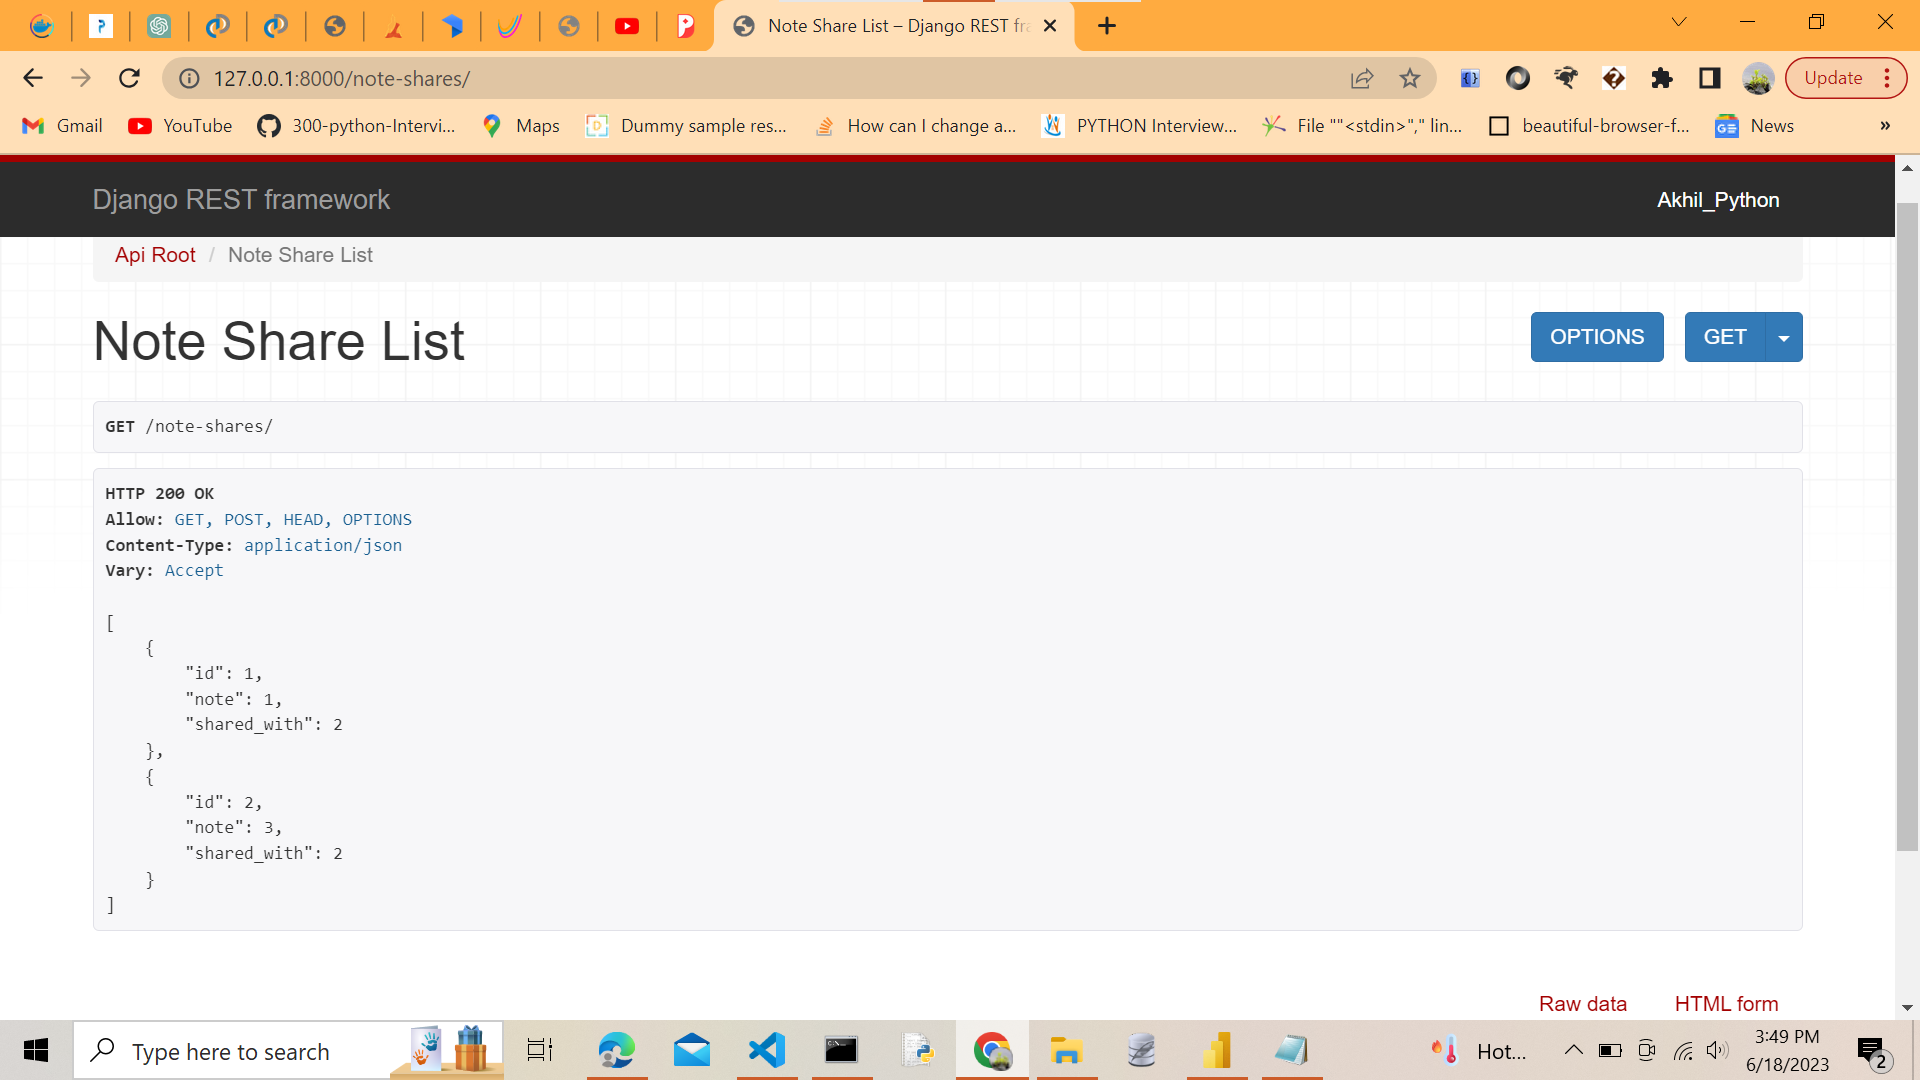 Note Share List – Django REST fra
127.0.0.1:8000/note-shares/
Update
Gmail
YouTube
300-python-Intervi...
Maps
Dummy sample res...
How can I change a...
PYTHON Interview...
File ""<stdin>"," lin...
beautiful-browser-f...
News
»
Django REST framework
Akhil_Python
Api Root / Note Share List
Note Share List
OPTIONS
GET
GET /note-shares/
HTTP 200 OK
Allow: GET, POST, HEAD, OPTIONS
Content-Type: application/json
Vary: Accept
[
    {
        "id": 1,
        "note": 1,
        "shared_with": 2
    },
    {
        "id": 2,
        "note": 3,
        "shared_with": 2
    }
]
Raw data
HTML form
Type here to search
Hot...
3:49 PM
6/18/2023
2